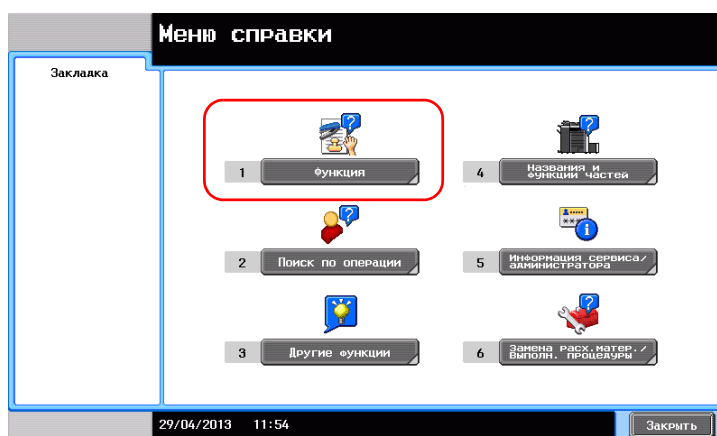 Меню справки
Закладка
1 Функция
4 Названия и
функции частей
2 Поиск по операции
5 Информация сервиса/
администратора
3 Другие функции
6 Замена расх.матер./
Выполн. процедуры
29/04/2013 11:54
Закрыть